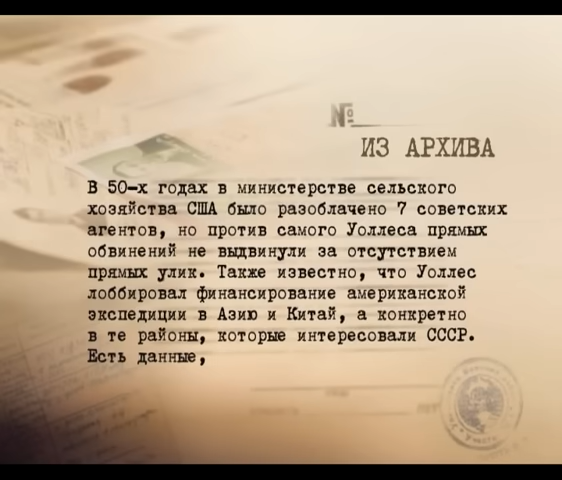 №
ИЗ АРХИВА
В 50-х годах в министерстве сельского
хозяйства США было разоблачено 7 советских
агентов, но против самого Уоллеса прямых
обвинений не выдвинули за отсутствием
прямых улик. Также известно, что Уоллес
лоббировал финансирование американской
экспедиции в Азию и Китай, а конкретно
в те районы, которые интересовали СССР.
Есть данные,